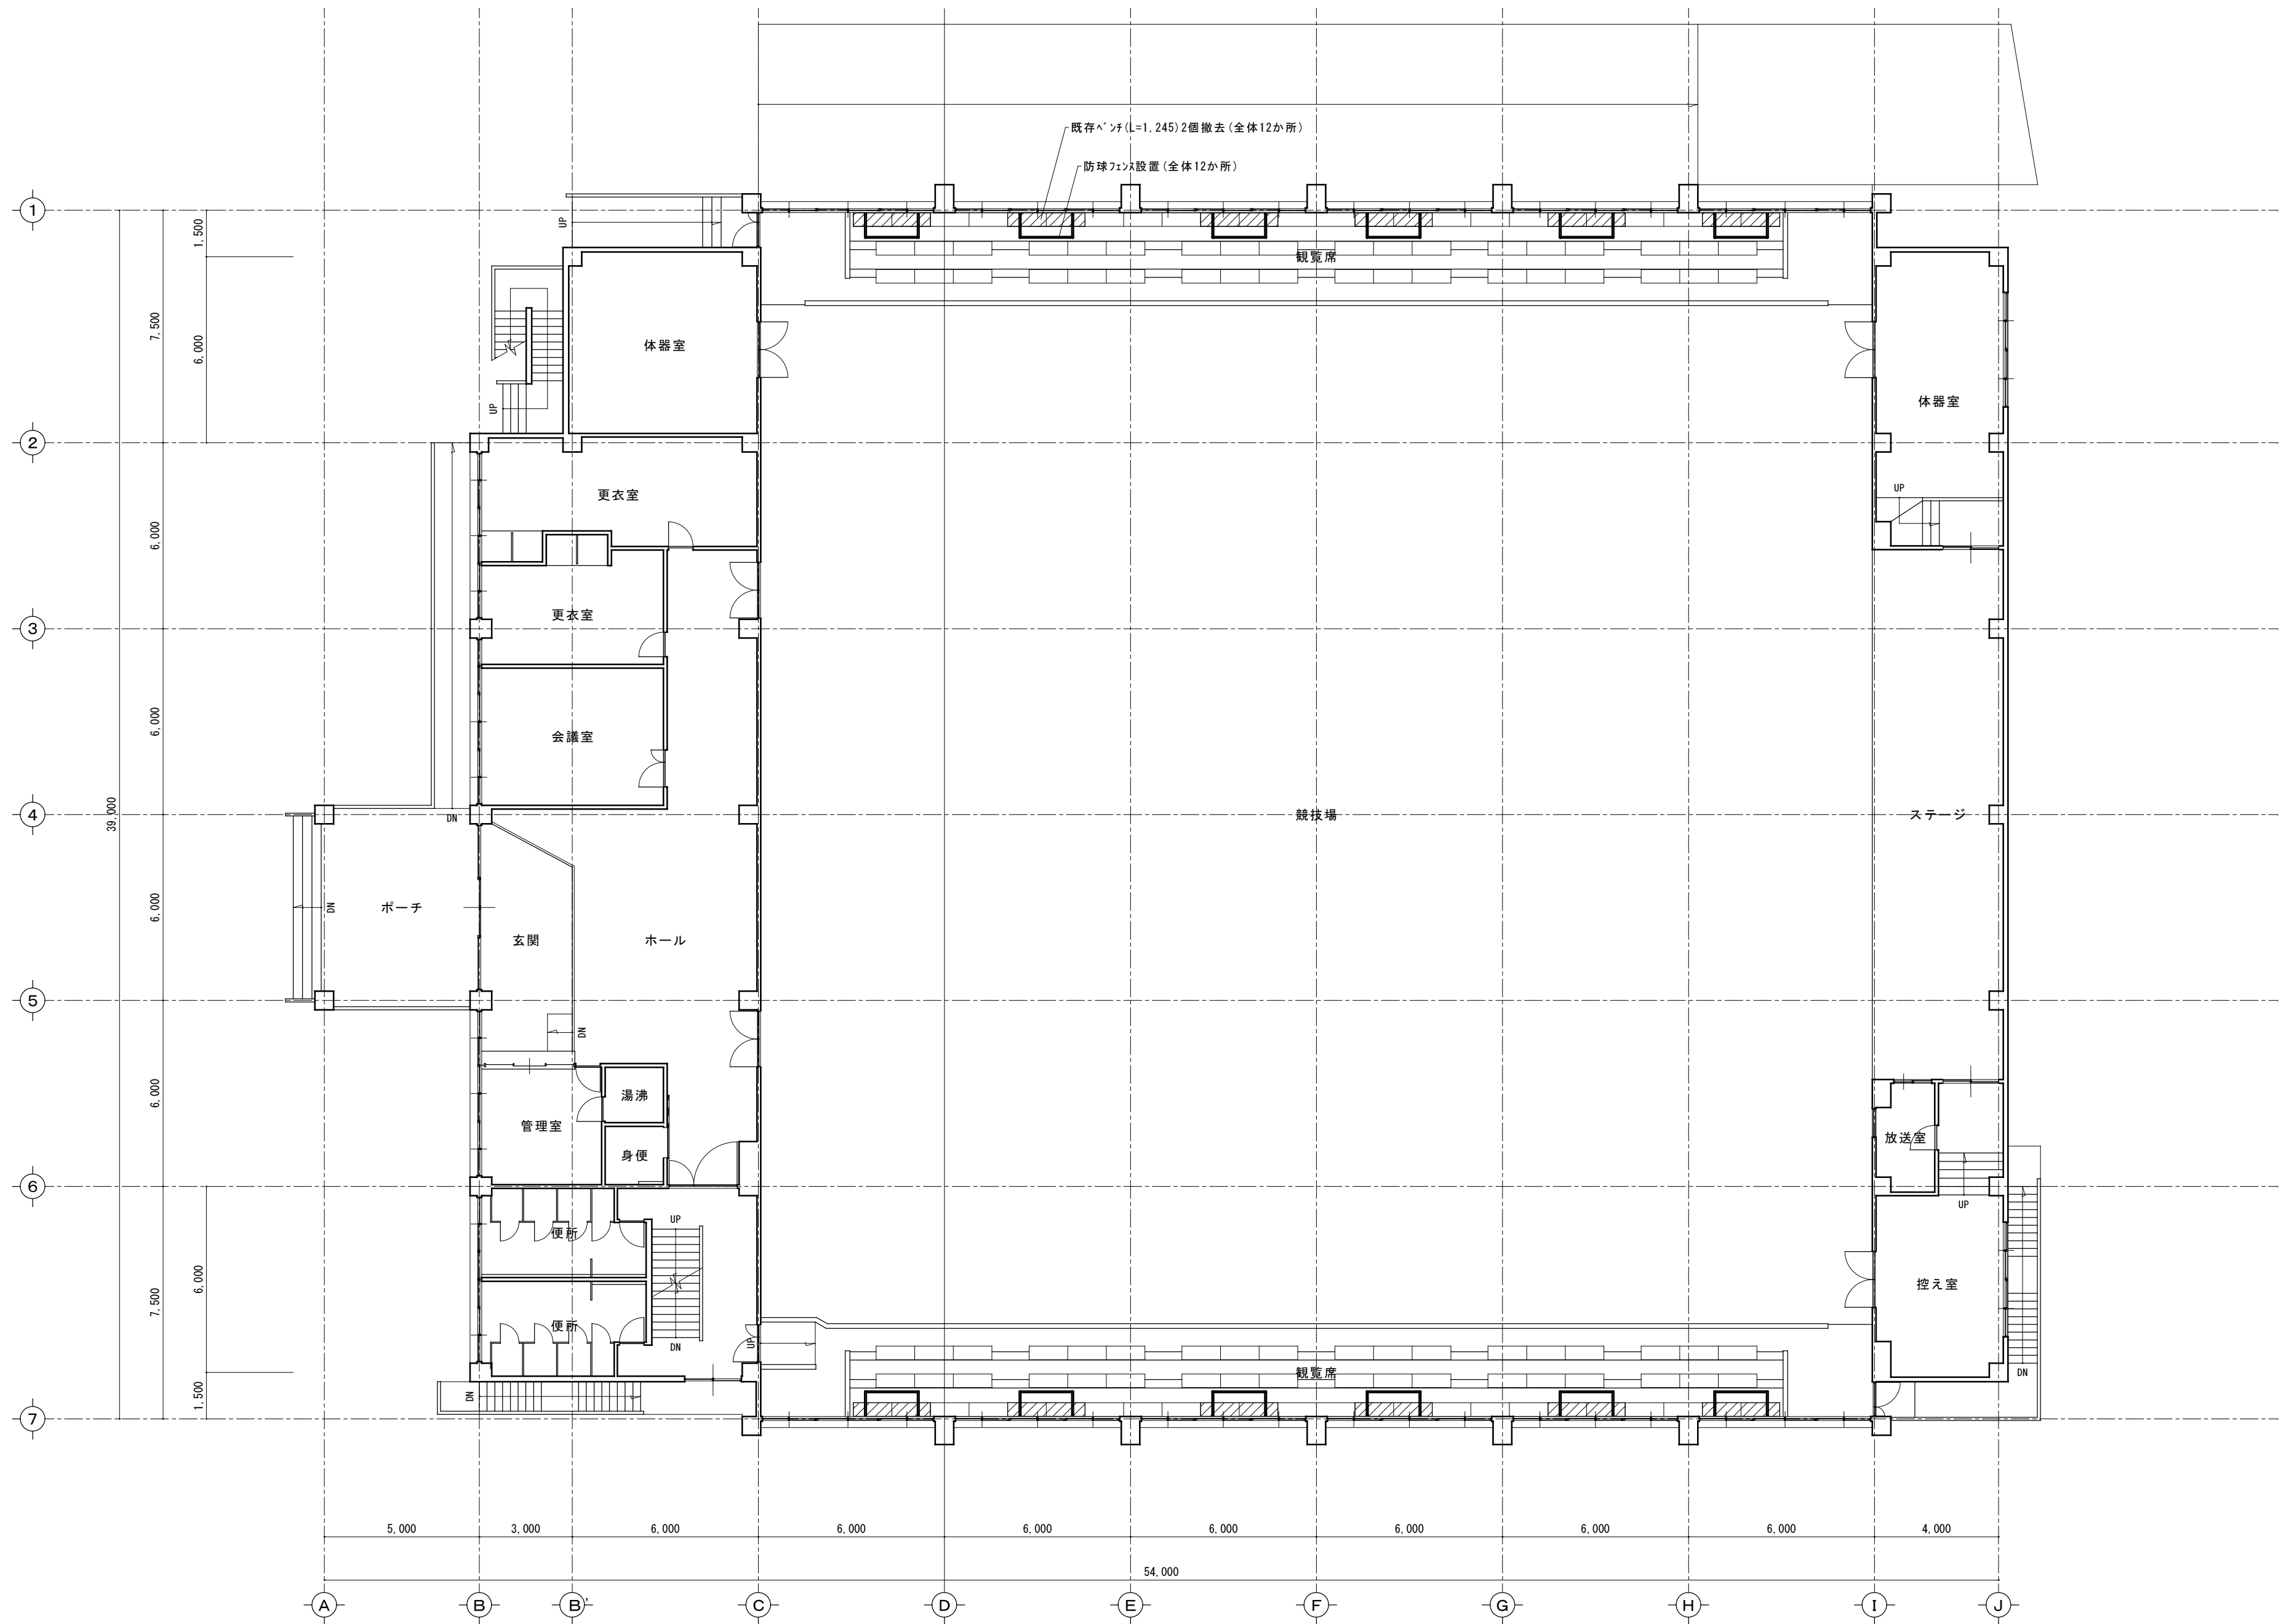 既存ベンチ(L=1,245)2個撤去(全体12か所)
防球フェンス設置(全体12か所)
1
UP
1,500
観覧席
7,500
6,000
体器室
体器室
UP
2
更衣室
UP
6,000
更衣室
3
6,000
会議室
39,000
4
DN
競技場
ステージ
6,000
DN
ポーチ
玄関
ホール
5
DN
6,000
湯沸
管理室
放送室
身便
6
UP
UP
便所
6,000
7,500
控え室
便所
UP
DN
観覧席
DN
1,500
DN
7
5,000
3,000
6,000
6,000
6,000
6,000
6,000
6,000
6,000
4,000
54,000
A
B
B'
C
D
E
F
G
H
I
J